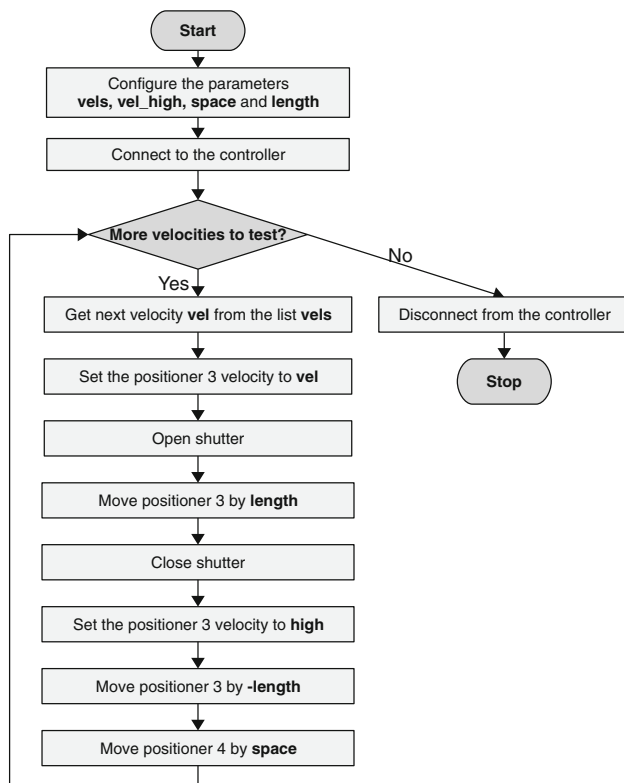 Start
Configure the parameters
vels, vel_high, space and length
Connect to the controller
More velocities to test?
No
Yes
Get next velocity vel from the list vels
Disconnect from the controller
Set the positioner 3 velocity to vel
Stop
Open shutter
Move positioner 3 by length
Close shutter
Set the positioner 3 velocity to high
Move positioner 3 by -length
Move positioner 4 by space